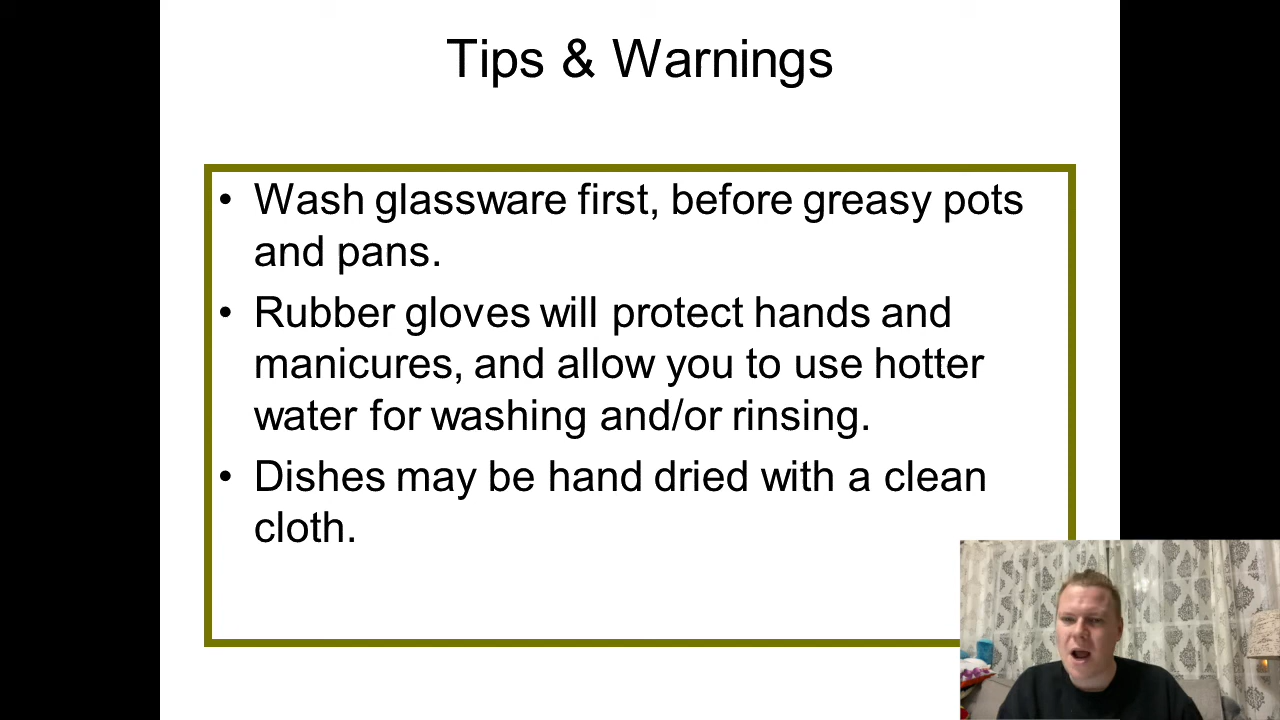 Tips & Warnings
• Wash glassware first, before greasy pots
and pans.
• Rubber gloves will protect hands and
manicures, and allow you to use hotter
water for washing and/or rinsing.
• Dishes may be hand dried with a clean
cloth.